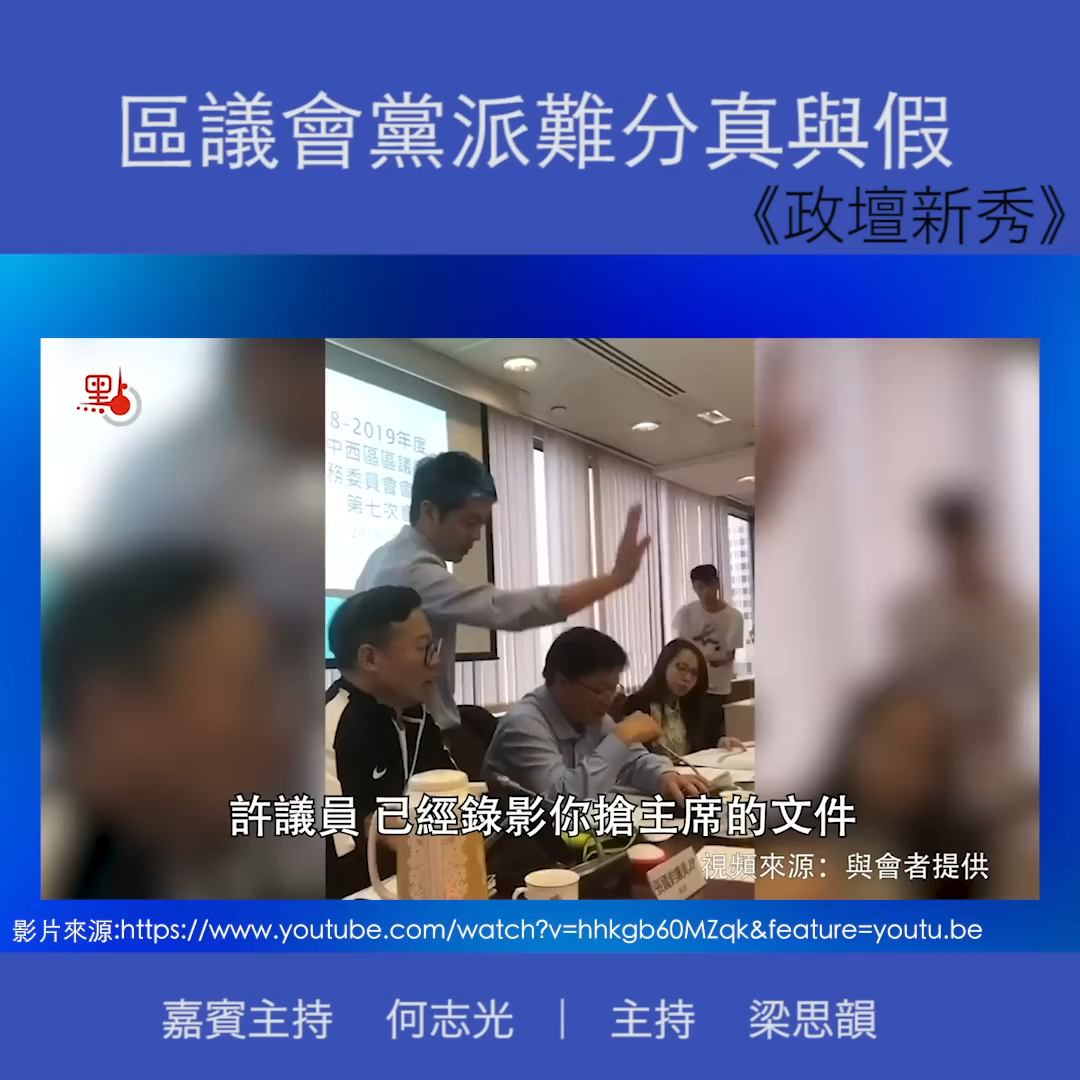 區議會黨派難分真與假
《政壇新秀》
點
8-2019年度
中西區區議
務委員會會
第七次會
許議員 已經錄影你搶主席的文件
視頻來源：與會者提供
影片來源:https://www.youtube.com/watch?v=hhkgb60MZqk&feature=youtu.be
嘉賓主持 何志光 | 主持 梁思韻